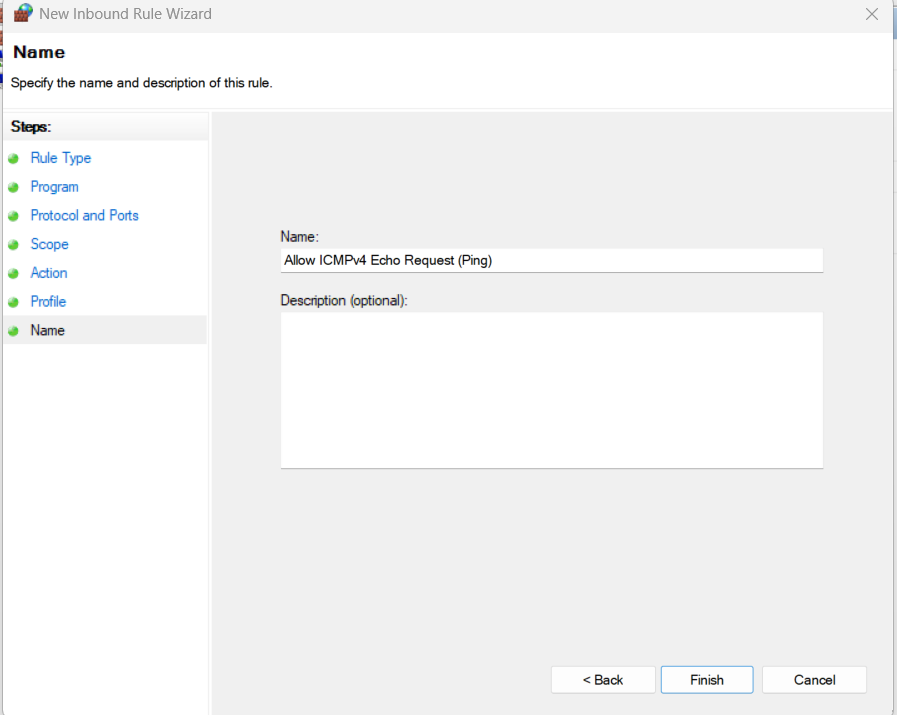 New Inbound Rule Wizard
Name
Specify the name and description of this rule.
Steps:
Rule Type
Program
Protocol and Ports
Scope
Action
Profile
Name
Name:
Allow ICMPv4 Echo Request (Ping)
Description (optional):
< Back
Finish
Cancel